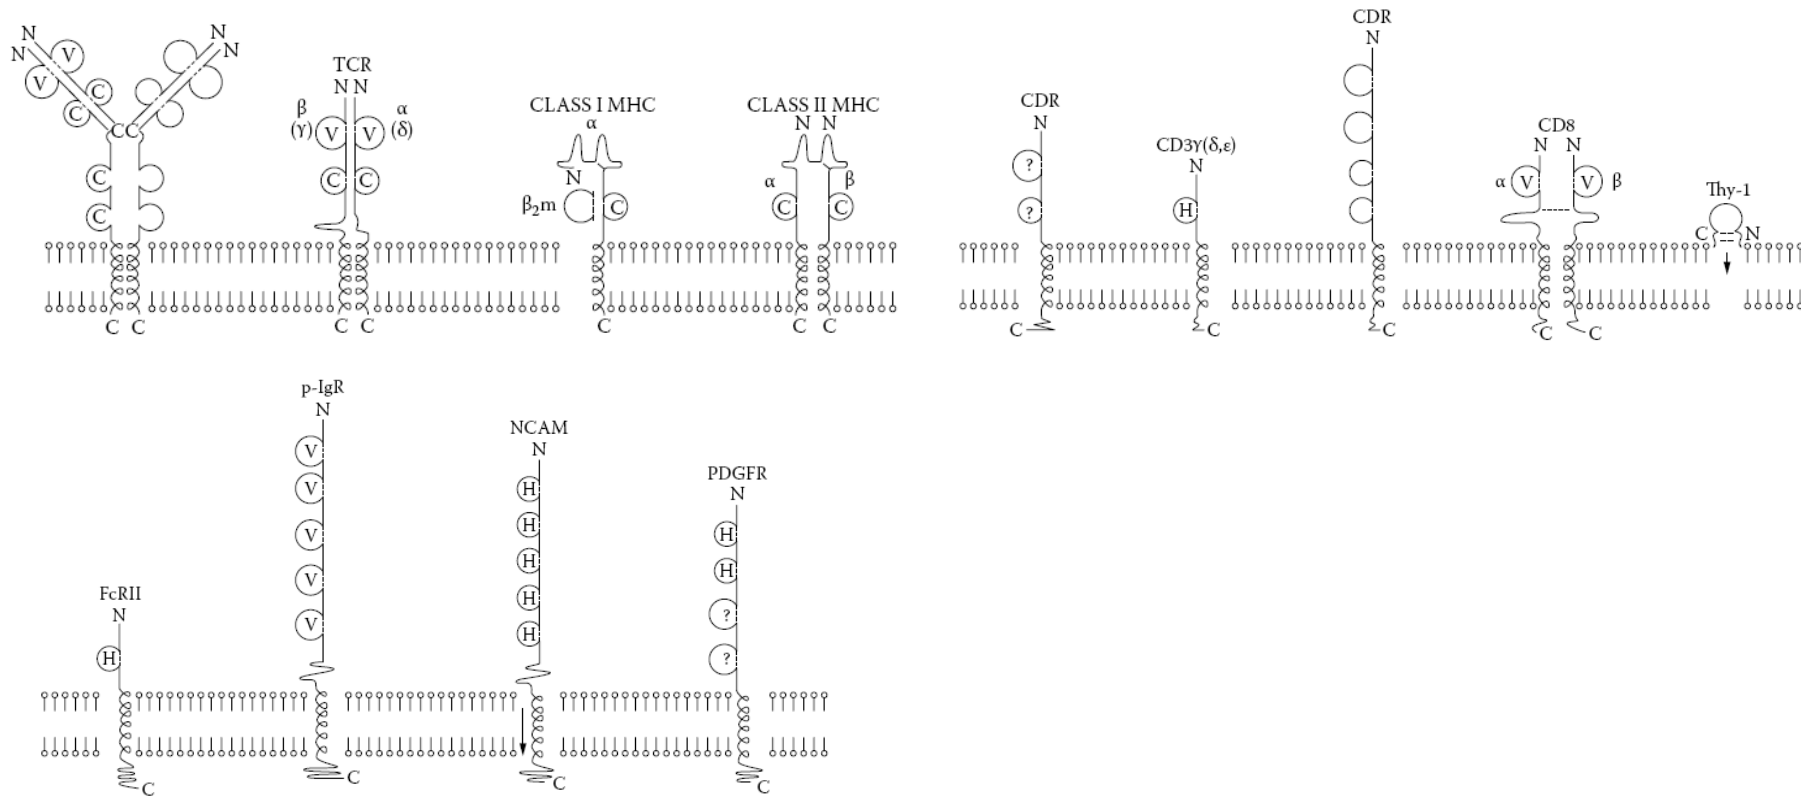 N
N
V
V
C
C
N
N
C C
C
C
C C
TCR
N N
β
(γ)
V V
α
(δ)
C C
C C
CLASS I MHC
α
N
β₂m
C
C
CLASS II MHC
N N
α
β
C
C
C C
CDR
N
?
?
C
CD3γ(δ,ε)
N
H
C
CDR
N
C
CD8
N N
α V
V β
C
C
Thy-1
C N
FcRII
N
H
C
p-IgR
N
V
V
V
V
V
C
NCAM
N
H
H
H
H
H
C
PDGFR
N
H
H
?
?
C